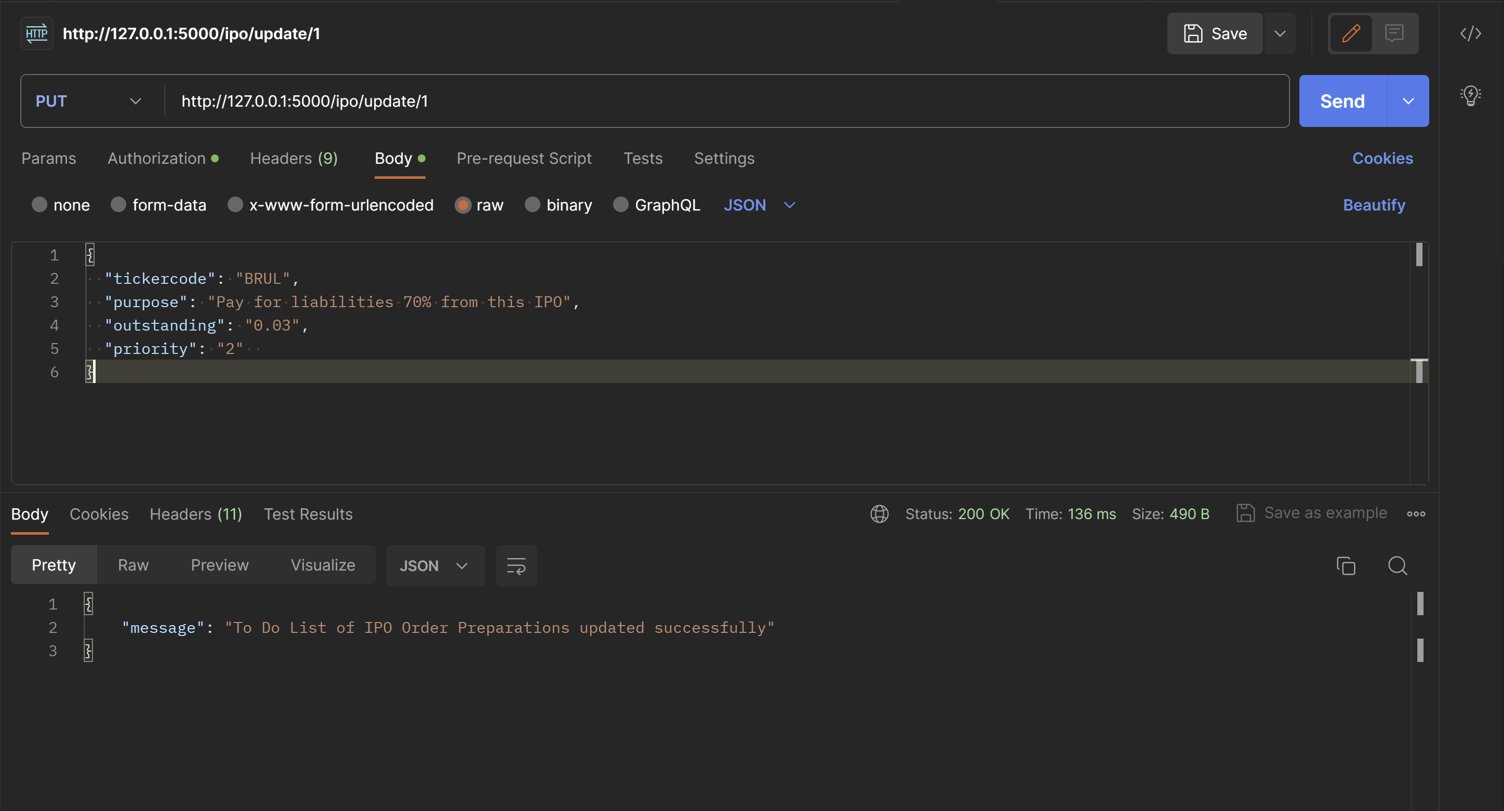 HTTP http://127.0.0.1:5000/ipo/update/1 Save
PUT http://127.0.0.1:5000/ipo/update/1 Send
Params Authorization Headers (9) Body Pre-request Script Tests Settings Cookies
none form-data x-www-form-urlencoded raw binary GraphQL JSON Beautify
1 {
2 "tickercode": "BRUL",
3 "purpose": "Pay for liabilities 70% from this IPO",
4 "outstanding": "0.03",
5 "priority": "2"
6 }
Body Cookies Headers (11) Test Results Status: 200 OK Time: 136 ms Size: 490 B Save as example
Pretty Raw Preview Visualize JSON
1 {
2 "message": "To Do List of IPO Order Preparations updated successfully"
3 }